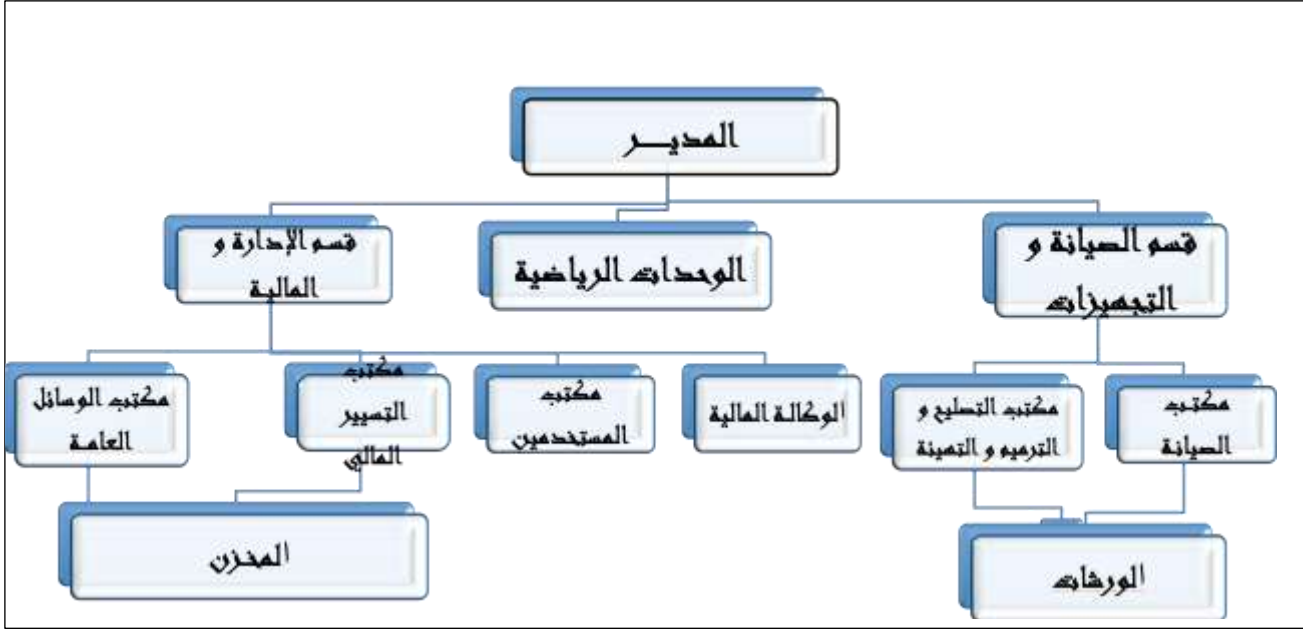 المديـــر
قسم الصيانة و
التجهيزات
الوحدات الرياضية
قسم الإدارة و
المالية
مكتب
الصيانة
مكتب التصليح و
الترميم و التهيئة
الوكالة المالية
مكتب
المستخدمين
مكتب
التسيير
المالي
مكتب الوسائل
العامة
الورشات
المخزن